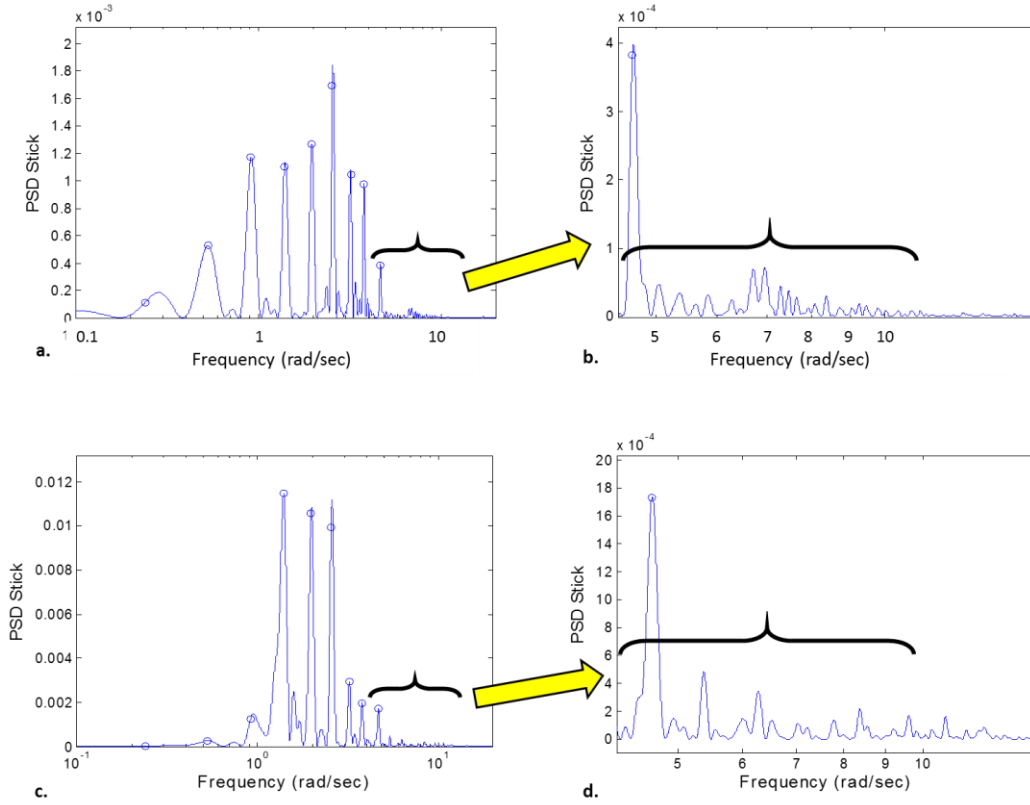 x 10 -3
2
1.8
1.6
1.4
1.2
1
0.8
0.6
0.4
0.2
0
PSD Stick
1 0.1 1 10
Frequency (rad/sec)
a.
x 10 -4
4
3
2
1
0
PSD Stick
5 6 7 8 9 10
Frequency (rad/sec)
b.
0.012
0.01
0.008
0.006
0.004
0.002
0
PSD Stick
10 -1 10 0 10 1
Frequency (rad/sec)
c.
x 10 -4
20
18
16
14
12
10
8
6
4
2
0
PSD Stick
5 6 7 8 9 10
Frequency (rad/sec)
d.